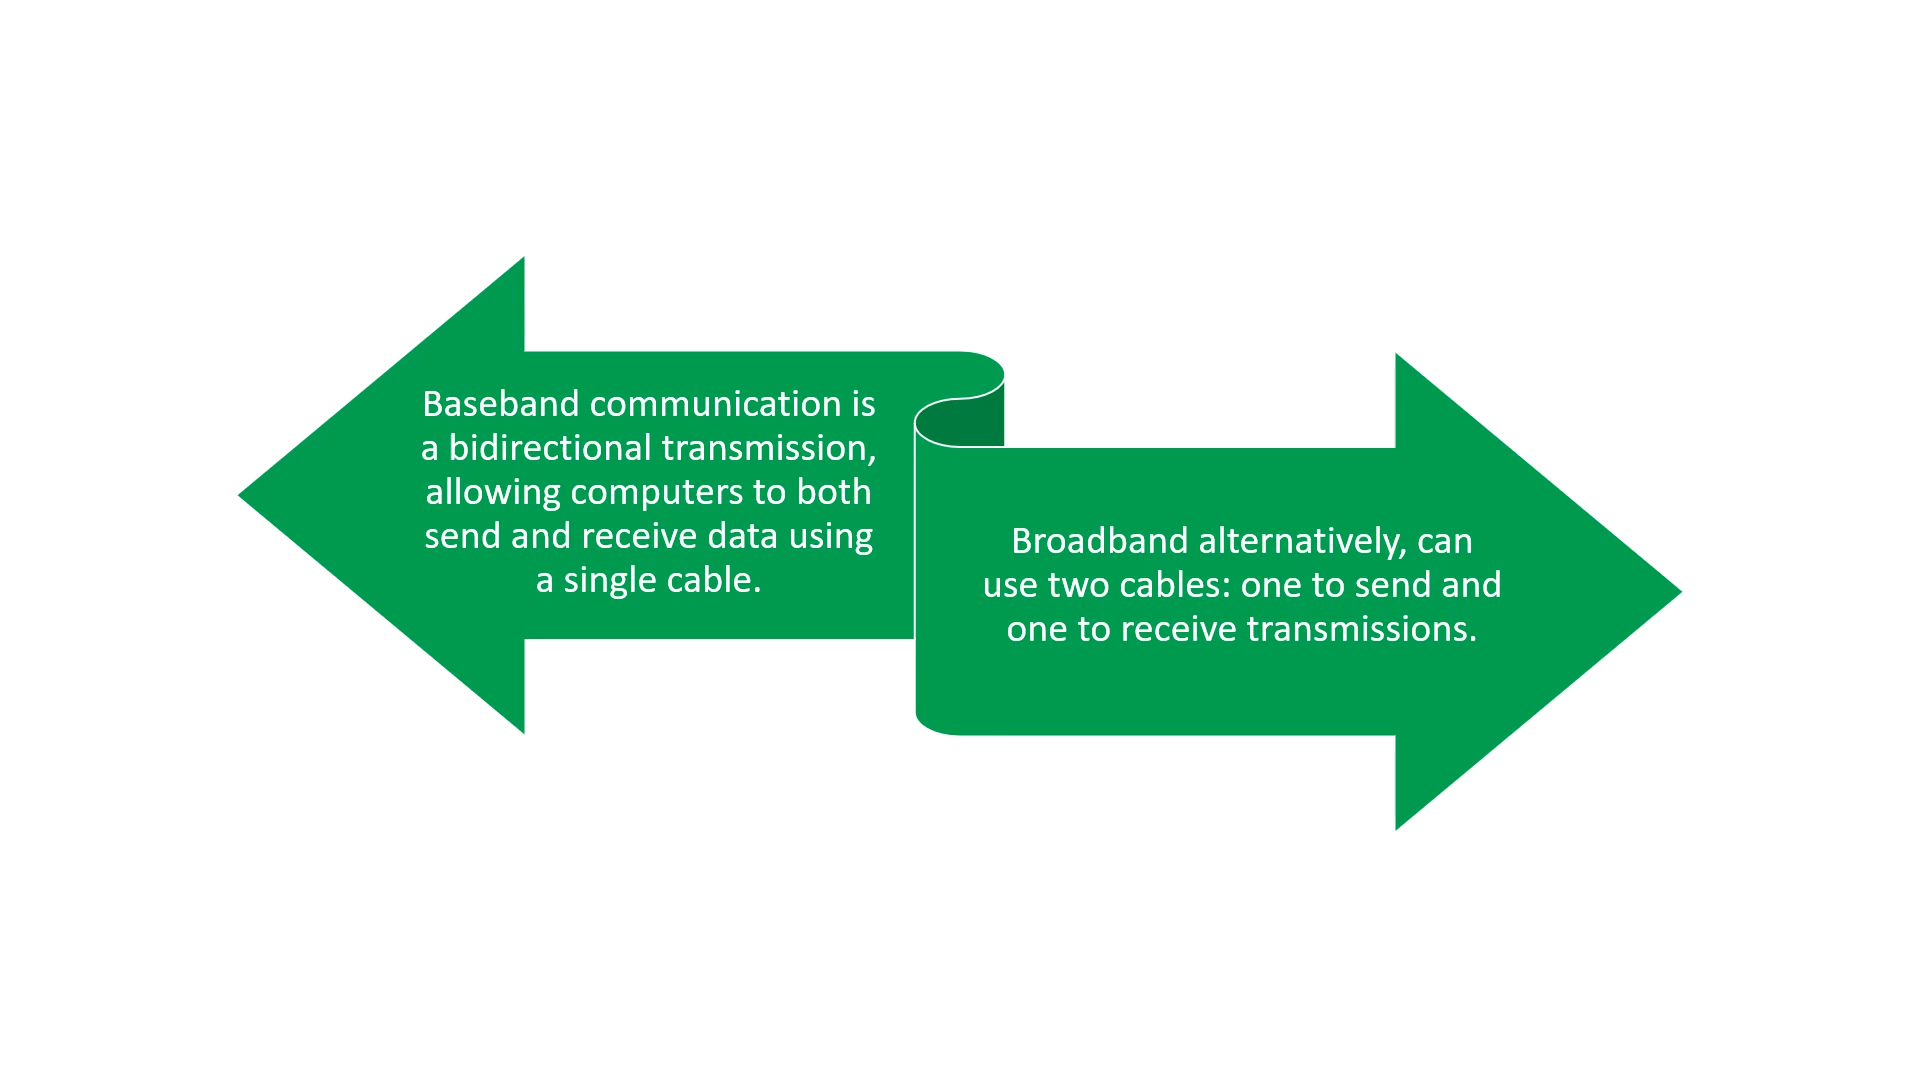 Baseband communication is
a bidirectional transmission,
allowing computers to both
send and receive data using
a single cable.
Broadband alternatively, can
use two cables: one to send and
one to receive transmissions.